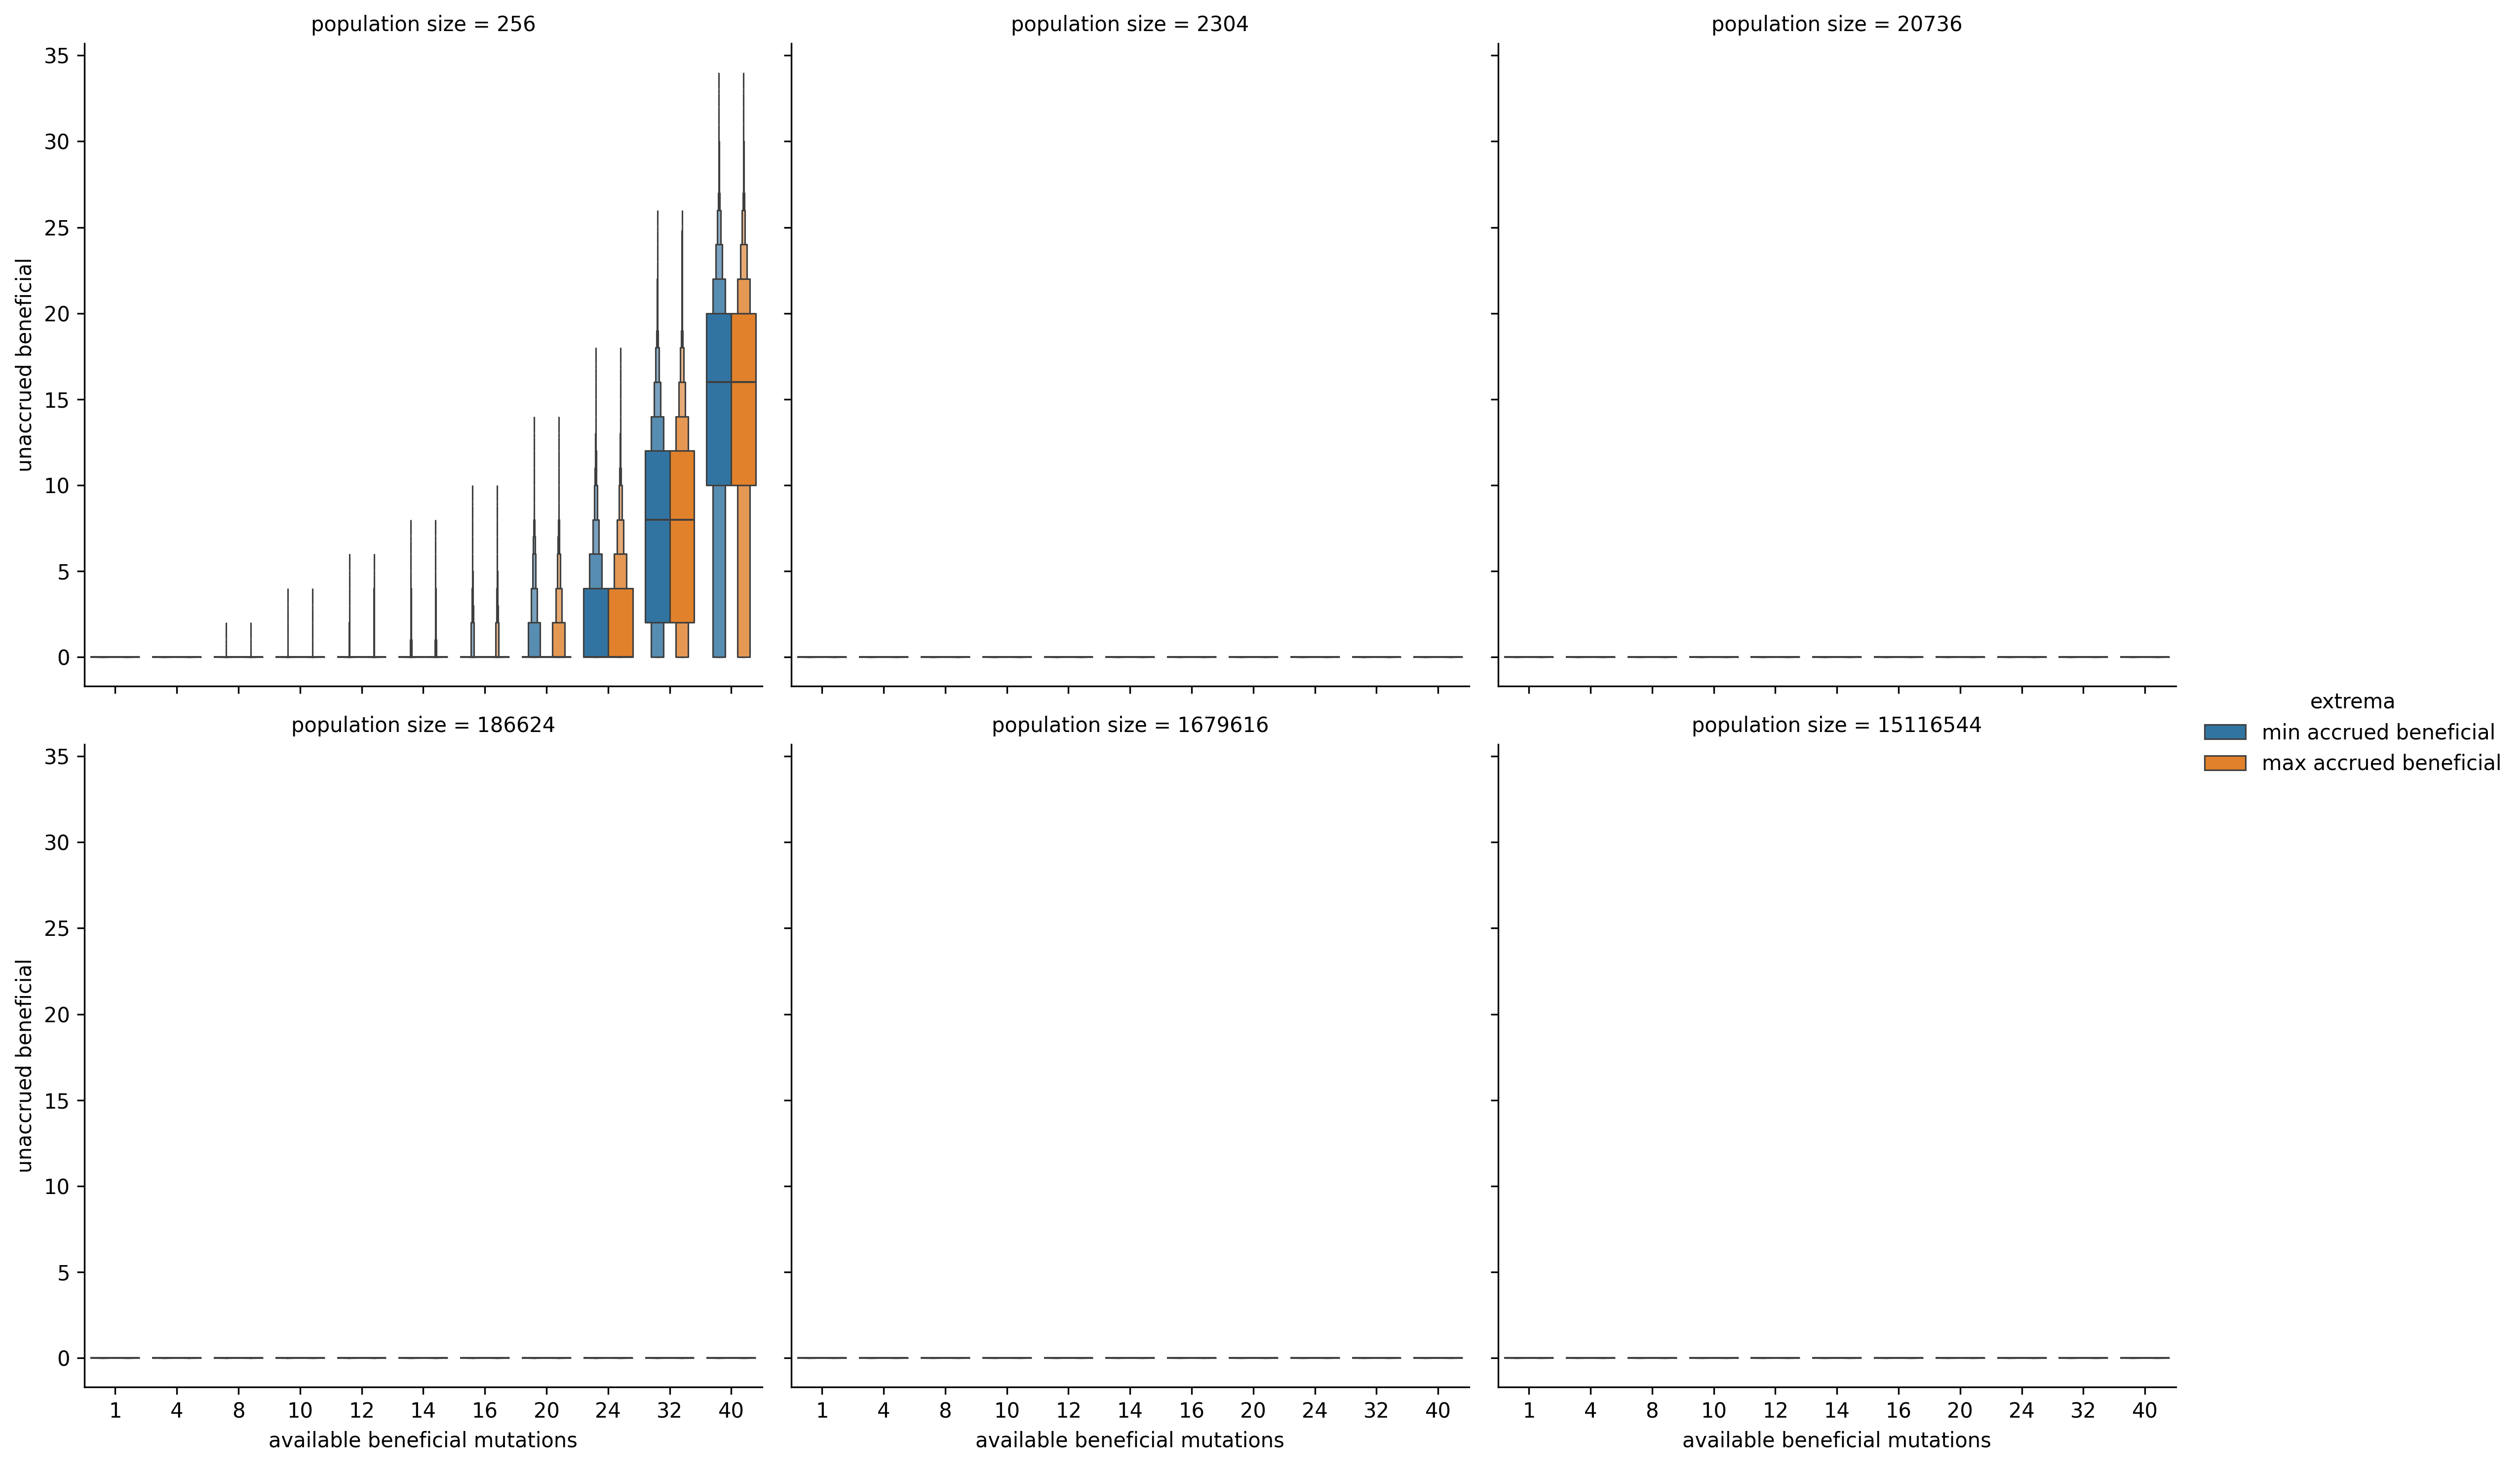 population size = 256
population size = 2304
population size = 20736
unaccrued beneficial
35
30
25
20
15
10
5
0
extrema
min accrued beneficial
max accrued beneficial
population size = 186624
population size = 1679616
population size = 15116544
unaccrued beneficial
35
30
25
20
15
10
5
0
1 4 8 10 12 14 16 20 24 32 40
1 4 8 10 12 14 16 20 24 32 40
1 4 8 10 12 14 16 20 24 32 40
available beneficial mutations
available beneficial mutations
available beneficial mutations